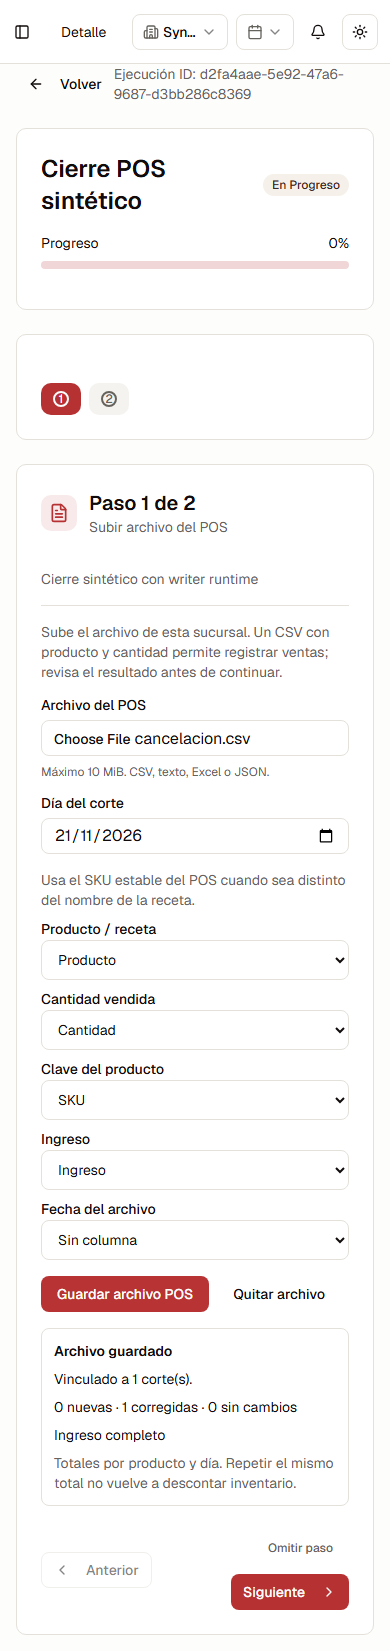 Detalle
Syn...
Volver
Ejecución ID: d2fa4aae-5e92-47a6-
9687-d3bb286c8369
Cierre POS
sintético
En Progreso
Progreso
0%
1
2
Paso 1 de 2
Subir archivo del POS
Cierre sintético con writer runtime
Sube el archivo de esta sucursal. Un CSV con
producto y cantidad permite registrar ventas;
revisa el resultado antes de continuar.
Archivo del POS
Choose File cancelacion.csv
Máximo 10 MiB. CSV, texto, Excel o JSON.
Día del corte
21/11/2026
Usa el SKU estable del POS cuando sea distinto
del nombre de la receta.
Producto / receta
Producto
Cantidad vendida
Cantidad
Clave del producto
SKU
Ingreso
Ingreso
Fecha del archivo
Sin columna
Guardar archivo POS
Quitar archivo
Archivo guardado
Vinculado a 1 corte(s).
0 nuevas · 1 corregidas · 0 sin cambios
Ingreso completo
Totales por producto y día. Repetir el mismo
total no vuelve a descontar inventario.
Omitir paso
Anterior
Siguiente